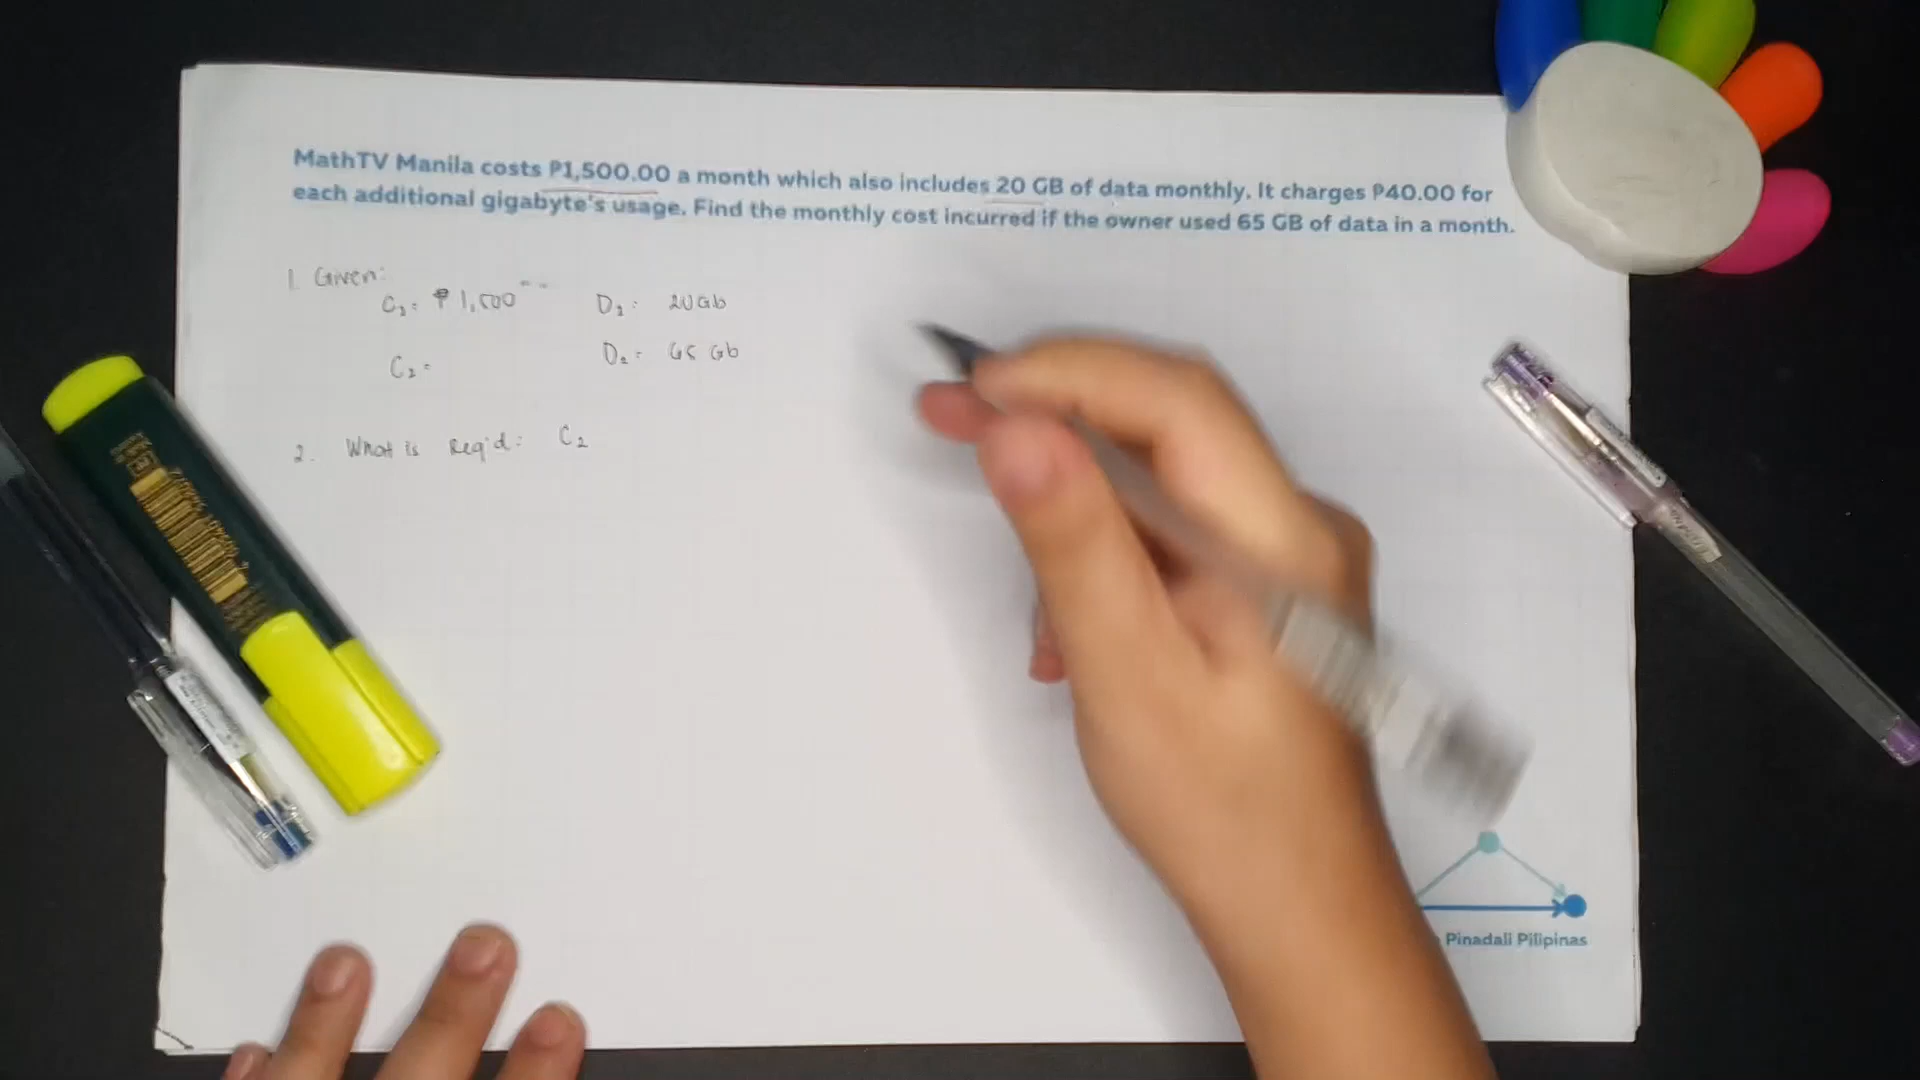 MathTV Manila costs ₱1,500.00 a month which also includes 20 GB of data monthly. It charges ₱40.00 for
each additional gigabyte's usage. Find the monthly cost incurred if the owner used 65 GB of data in a month.
1. Given:
C₁ = ₱ 1,500 D₁ = 20Gb
C₂ = D₂ = 65 Gb
2. What is Req'd: C₂
Pinadali Pilipinas